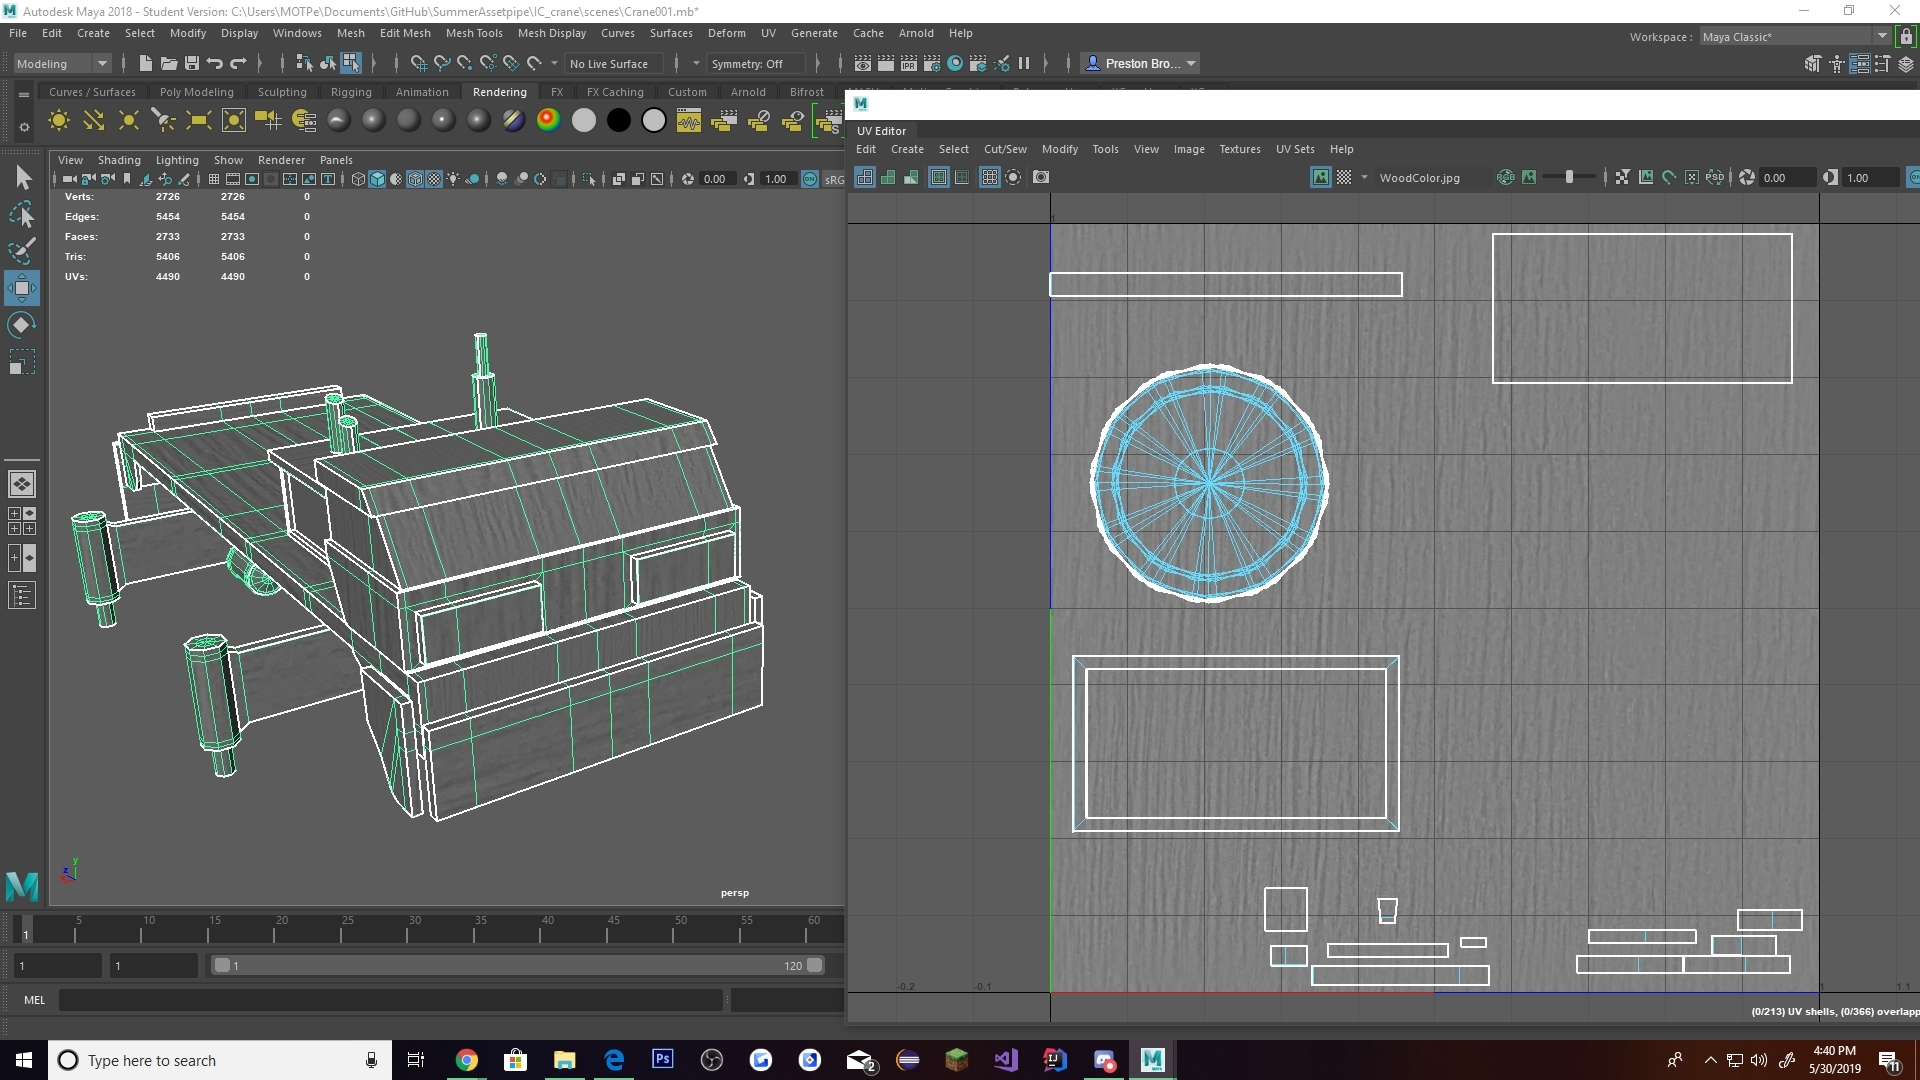 Autodesk Maya 2018 - Student Version: C:\Users\MOTPe\Documents\GitHub\SummerAssetpipe\IC_crane\scenes\Crane001.mb*
File Edit Create Select Modify Display Windows Mesh Edit Mesh Mesh Tools Mesh Display Curves Surfaces Deform UV Generate Cache Arnold Help
Workspace : Maya Classic*
Modeling No Live Surface Symmetry: Off Preston Bro...
Curves / Surfaces Poly Modeling Sculpting Rigging Animation Rendering FX FX Caching Custom Arnold Bifrost
UV Editor
View Shading Lighting Show Renderer Panels
Edit Create Select Cut/Sew Modify Tools View Image Textures UV Sets Help
0.00 1.00 sRG
WoodColor.jpg 0.00 1.00
Verts: 2726 2726 0
Edges: 5454 5454 0
Faces: 2733 2733 0
Tris: 5406 5406 0
UVs: 4490 4490 0
1
persp
5 10 15 20 25 30 35 40 45 50 55 60
1
1 1 1 120
-0.2 -0.1 1 1.1
MEL
(0/213) UV shells, (0/366) overlapp
Type here to search
Ps
2
4:40 PM
5/30/2019
11